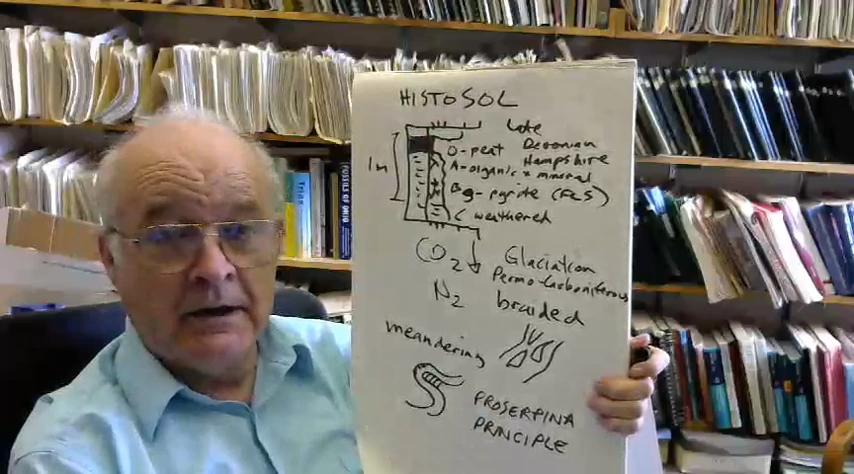 HISTOSOL
Late
Devonian
Hampshire
1m
O-peat
A-organic + mineral
Bg-pyrite (FeS)
C weathered
CO2 ↓
Glaciation
Permo-Carboniferous
N2
braided
meandering
PROSERPINA
PRINCIPLE